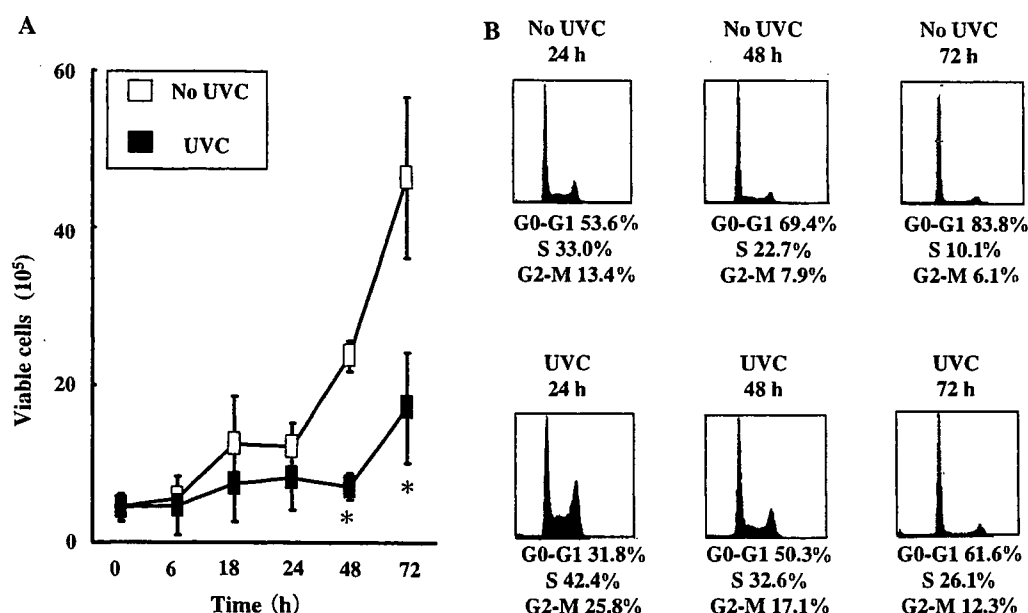 A
60
40
20
0
Viable cells (10⁵)
No UVC
UVC
*
*
0 6 18 24 48 72
Time (h)
B
No UVC
24 h
G0-G1 53.6%
S 33.0%
G2-M 13.4%
No UVC
48 h
G0-G1 69.4%
S 22.7%
G2-M 7.9%
No UVC
72 h
G0-G1 83.8%
S 10.1%
G2-M 6.1%
UVC
24 h
G0-G1 31.8%
S 42.4%
G2-M 25.8%
UVC
48 h
G0-G1 50.3%
S 32.6%
G2-M 17.1%
UVC
72 h
G0-G1 61.6%
S 26.1%
G2-M 12.3%